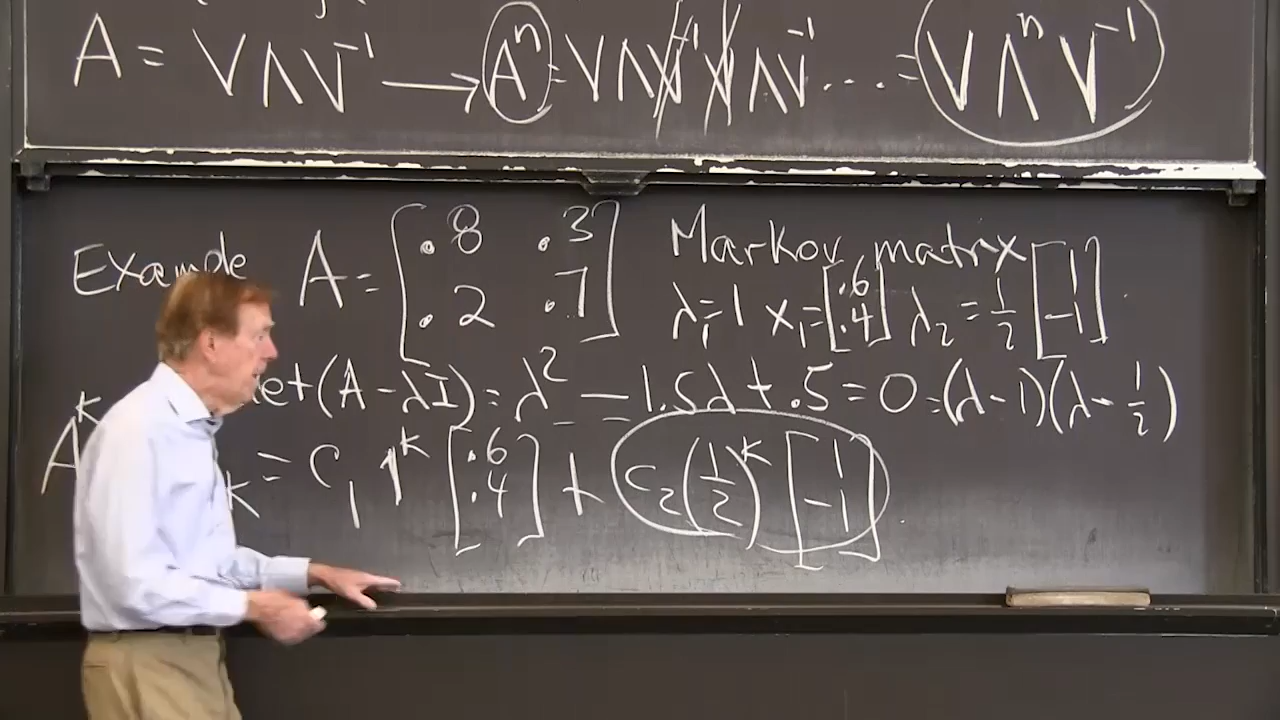 A = VΛV⁻¹ ⟶ Aⁿ = VΛV⁻¹VΛV⁻¹ ... = VΛⁿV⁻¹
Example A = [.8 .3; .2 .7] Markov matrix
λ₁=1 x₁=[.6; .4] λ₂ = 1/2 [1; -1]
et(A - λI) = λ² - 1.5λ + .5 = 0 = (λ - 1)(λ - 1/2)
Aᵏ k = c₁ 1ᵏ [.6; .4] + c₂(1/2)ᵏ [1; -1]